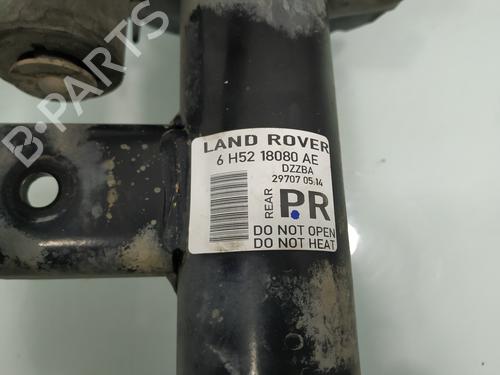 LAND ROVER
6 H52 18080 AE
DZZBA
29707 05:14
REAR
P.R
DO NOT OPEN
DO NOT HEAT
B-PARTS